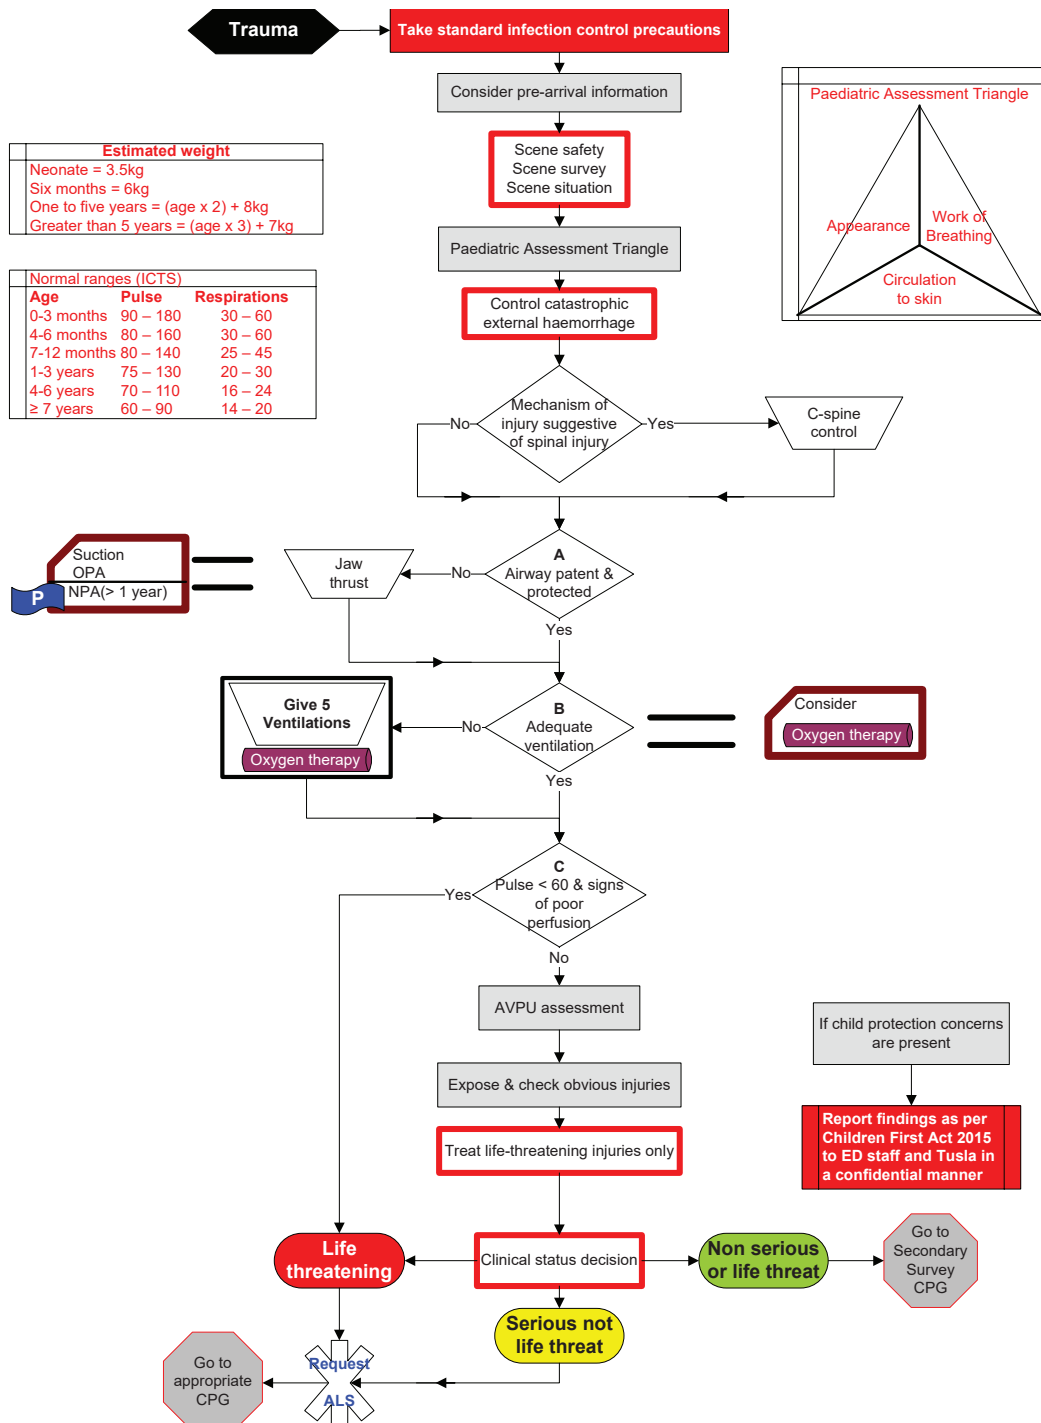 Trauma
Take standard infection control precautions
Consider pre-arrival information
Scene safety
Scene survey
Scene situation
Paediatric Assessment Triangle
Control catastrophic
external haemorrhage
Estimated weight
Neonate = 3.5kg
Six months = 6kg
One to five years = (age x 2) + 8kg
Greater than 5 years = (age x 3) + 7kg
Normal ranges (ICTS)
Age Pulse Respirations
0-3 months 90 – 180 30 – 60
4-6 months 80 – 160 30 – 60
7-12 months 80 – 140 25 – 45
1-3 years 75 – 130 20 – 30
4-6 years 70 – 110 16 – 24
≥ 7 years 60 – 90 14 – 20
Paediatric Assessment Triangle
Appearance
Work of
Breathing
Circulation
to skin
Mechanism of
injury suggestive
of spinal injury
No
Yes
C-spine
control
A
Airway patent &
protected
No
Jaw
thrust
Suction
OPA
P
NPA(> 1 year)
Yes
B
Adequate
ventilation
No
Give 5
Ventilations
Oxygen therapy
Consider
Oxygen therapy
Yes
C
Pulse < 60 & signs
of poor
perfusion
Yes
No
AVPU assessment
Expose & check obvious injuries
Treat life-threatening injuries only
If child protection concerns
are present
Report findings as per
Children First Act 2015
to ED staff and Tusla in
a confidential manner
Life
threatening
Clinical status decision
Non serious
or life threat
Go to
Secondary
Survey
CPG
Serious not
life threat
Request
ALS
Go to
appropriate
CPG